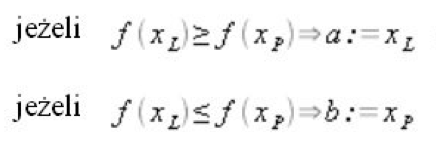 jeżeli f(x_L)≥f(x_P)⇒a:=x_L
jeżeli f(x_L)≤f(x_P)⇒b:=x_P